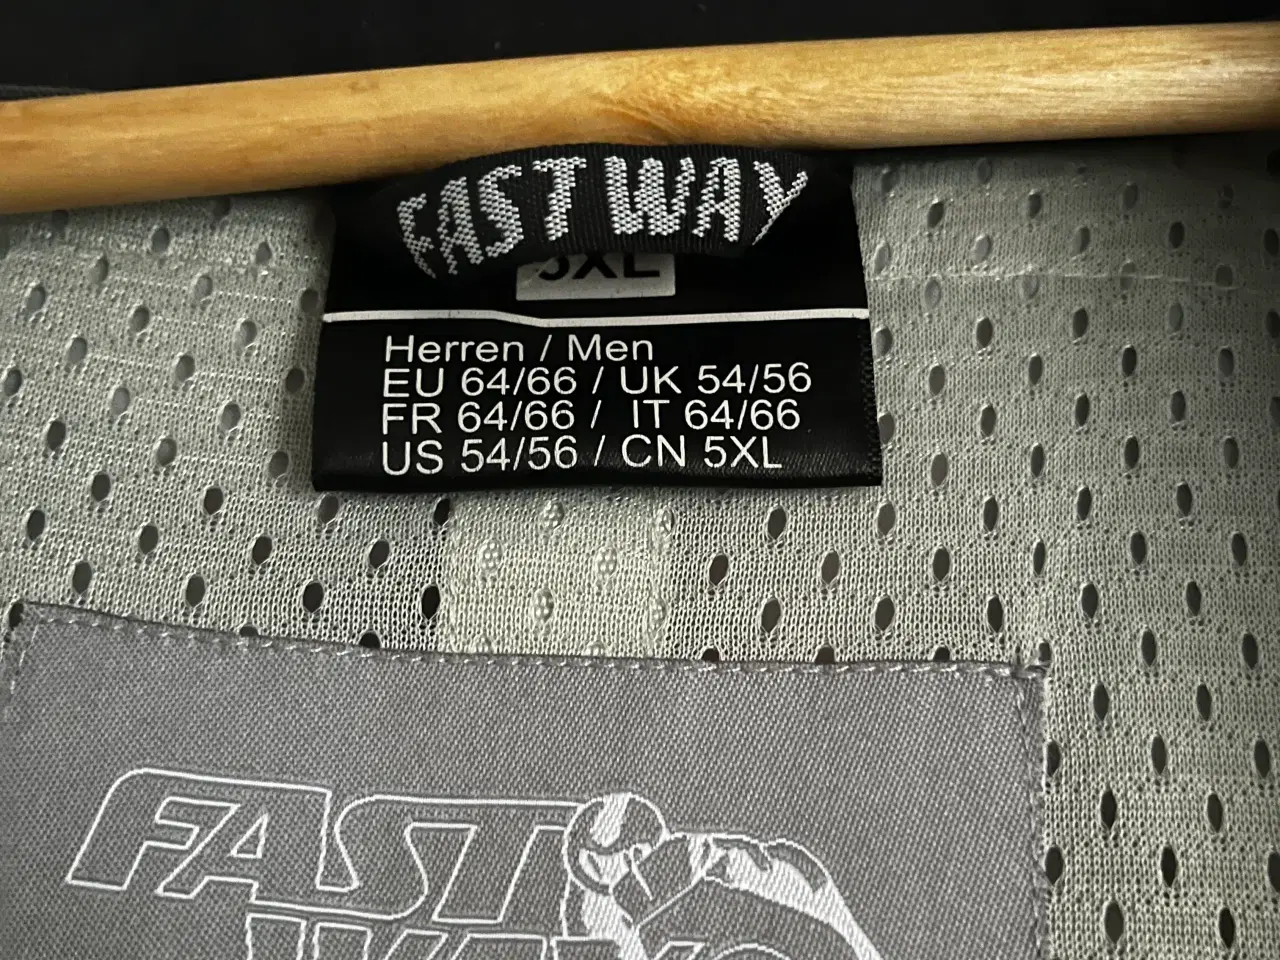 FASTWAY
5XL
Herren / Men
EU 64/66 / UK 54/56
FR 64/66 / IT 64/66
US 54/56 / CN 5XL
FAST
WAY